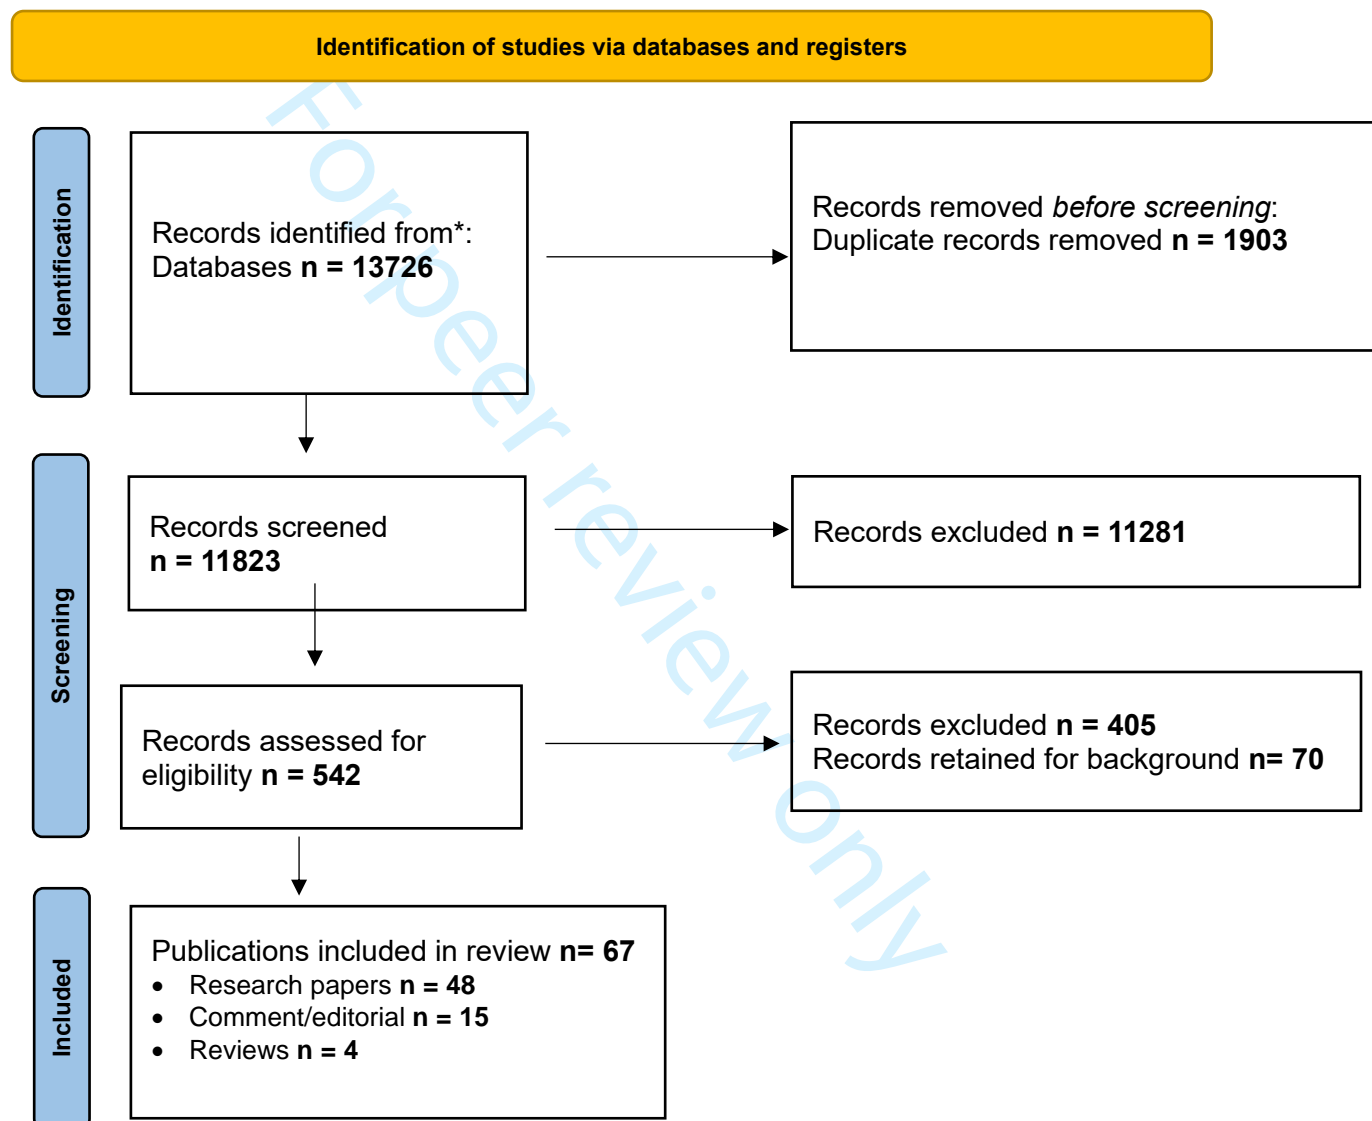 Identification of studies via databases and registers
Identification
Records identified from*:
Databases n = 13726
Records removed before screening:
Duplicate records removed n = 1903
Screening
Records screened
n = 11823
Records excluded n = 11281
Records assessed for
eligibility n = 542
Records excluded n = 405
Records retained for background n= 70
Included
Publications included in review n= 67
• Research papers n = 48
• Comment/editorial n = 15
• Reviews n = 4
For peer review only